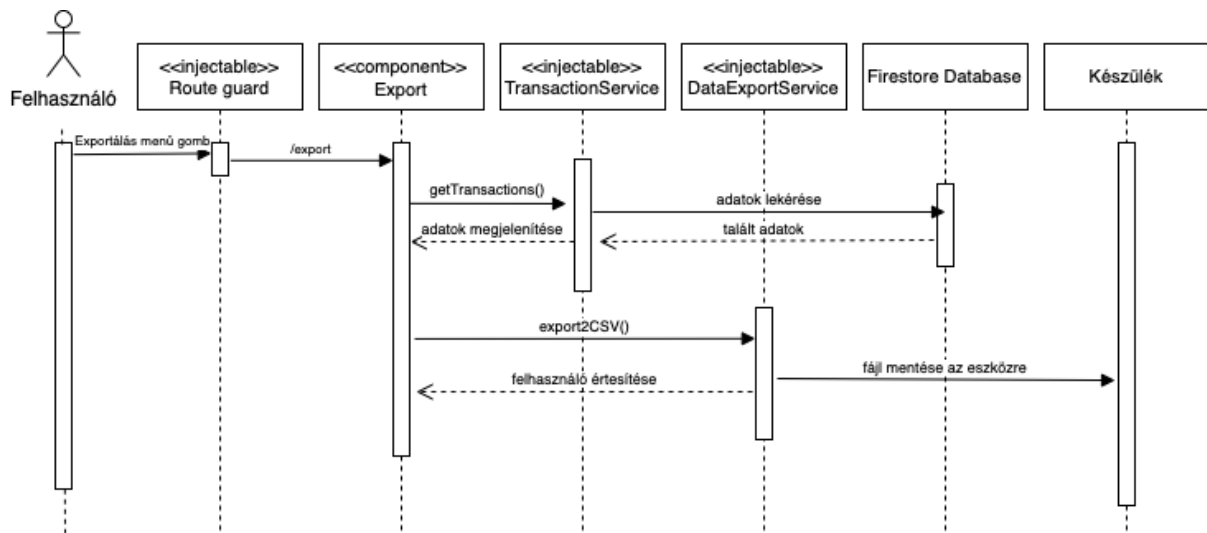 Felhasználó
<<injectable>>
Route guard
<<component>>
Export
<<injectable>>
TransactionService
<<injectable>>
DataExportService
Firestore Database
Készülék
Exportálás menü gomb
/export
getTransactions()
adatok lekérése
adatok megjelenítése
talált adatok
export2CSV()
fájl mentése az eszközre
felhasználó értesítése